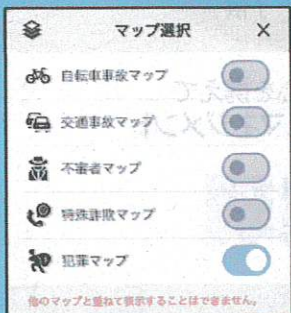 マップ選択 ×
自転車事故マップ
交通事故マップ
不審者マップ
特殊詐欺マップ
犯罪マップ
他のマップと重ねて表示することはできません。